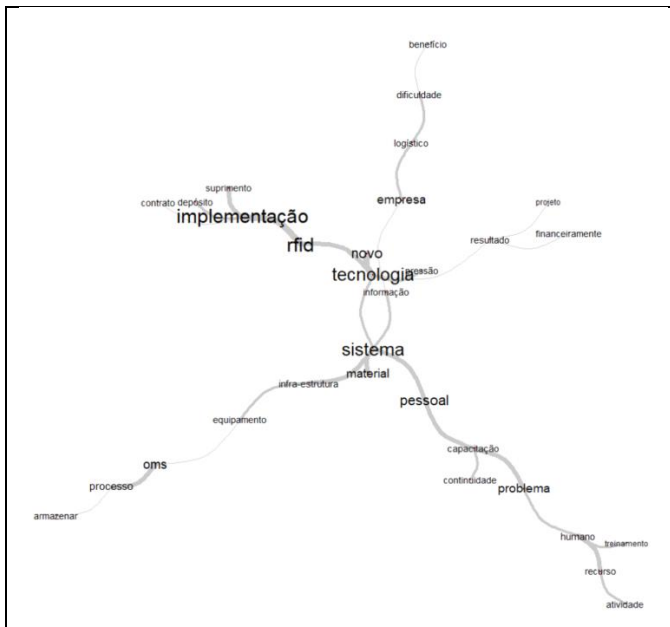 benefício
dificuldade
logístico
suprimento
contrato depósito
empresa
projeto
implementação
rfid
resultado
financeiramente
novo
tecnologia
pressão
informação
sistema
material
infra-estrutura
pessoal
equipamento
capacitação
continuidade
oms
processo
problema
armazenar
humano
treinamento
recurso
atividade